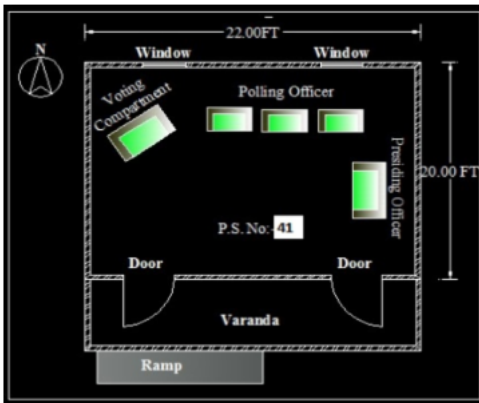 22.00FT
N
Window
Window
Voting
Compartment
Polling Officer
Presiding Officer
20.00 FT
P.S. No:- 41
Door
Door
Varanda
Ramp